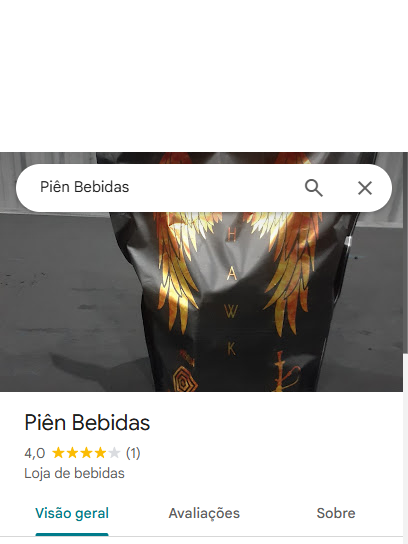 Piên Bebidas
H
A
W
K
Piên Bebidas
4,0 (1)
Loja de bebidas
Visão geral Avaliações Sobre